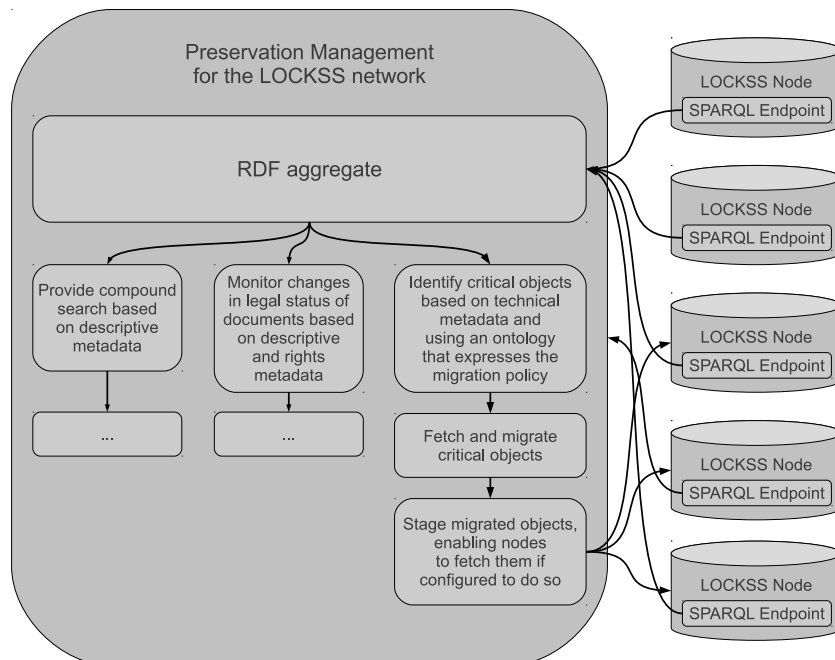 Preservation Management
for the LOCKSS network
RDF aggregate
Provide compound
search based
on descriptive
metadata
...
Monitor changes
in legal status of
documents based
on descriptive
and rights
metadata
...
Identify critical objects
based on technical
metadata and
using an ontology
that expresses the
migration policy
Fetch and migrate
critical objects
Stage migrated objects,
enabling nodes
to fetch them if
configured to do so
LOCKSS Node
SPARQL Endpoint
LOCKSS Node
SPARQL Endpoint
LOCKSS Node
SPARQL Endpoint
LOCKSS Node
SPARQL Endpoint
LOCKSS Node
SPARQL Endpoint